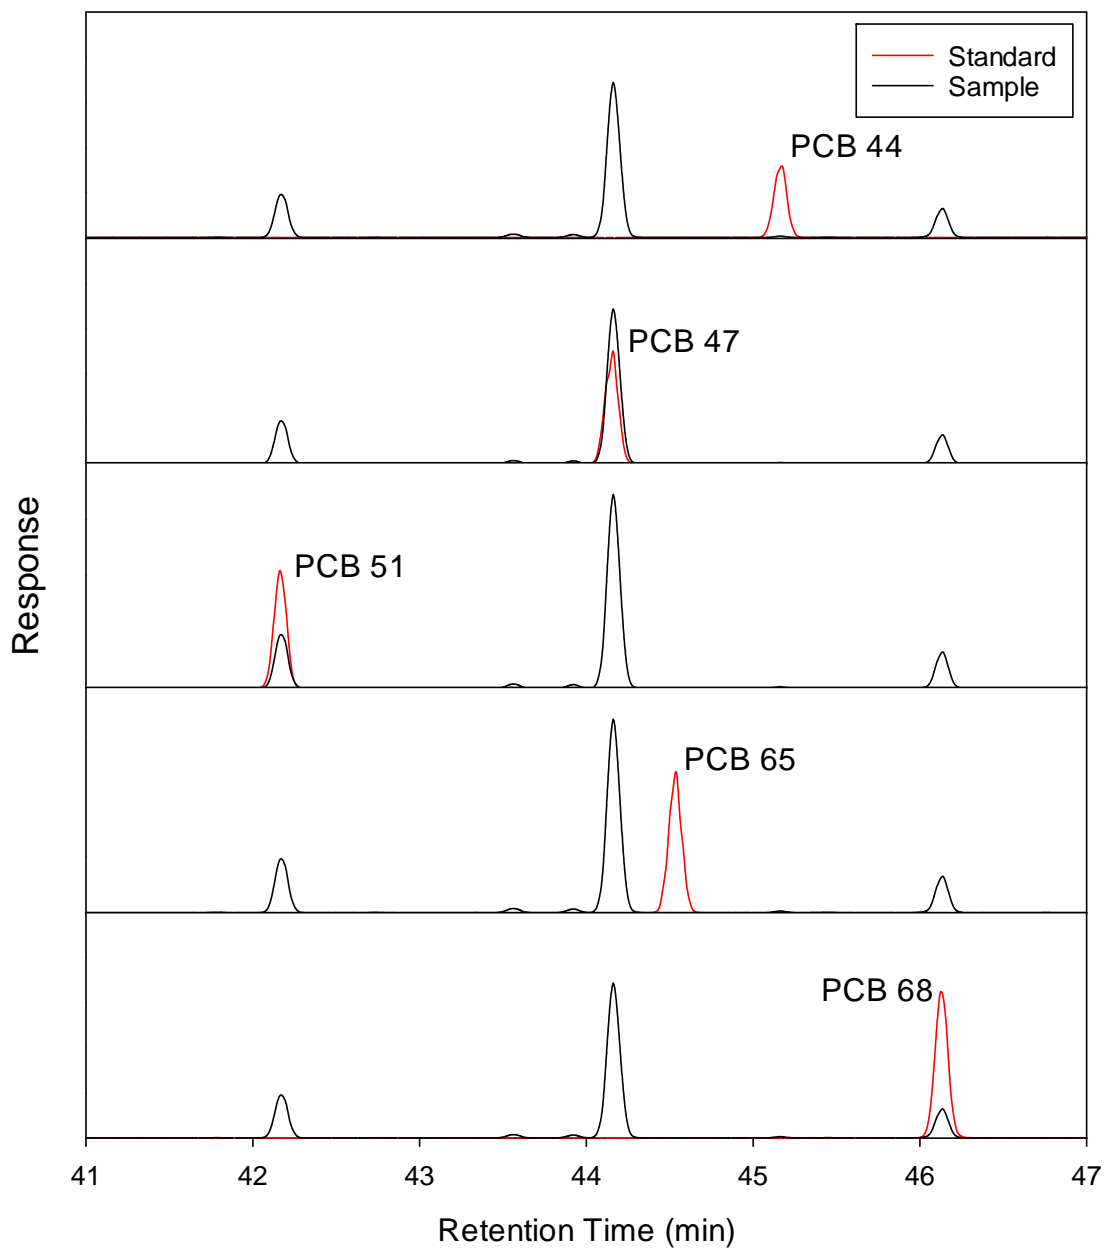 Standard
Sample
PCB 44
PCB 47
PCB 51
PCB 65
PCB 68
Response
41 42 43 44 45 46 47
Retention Time (min)